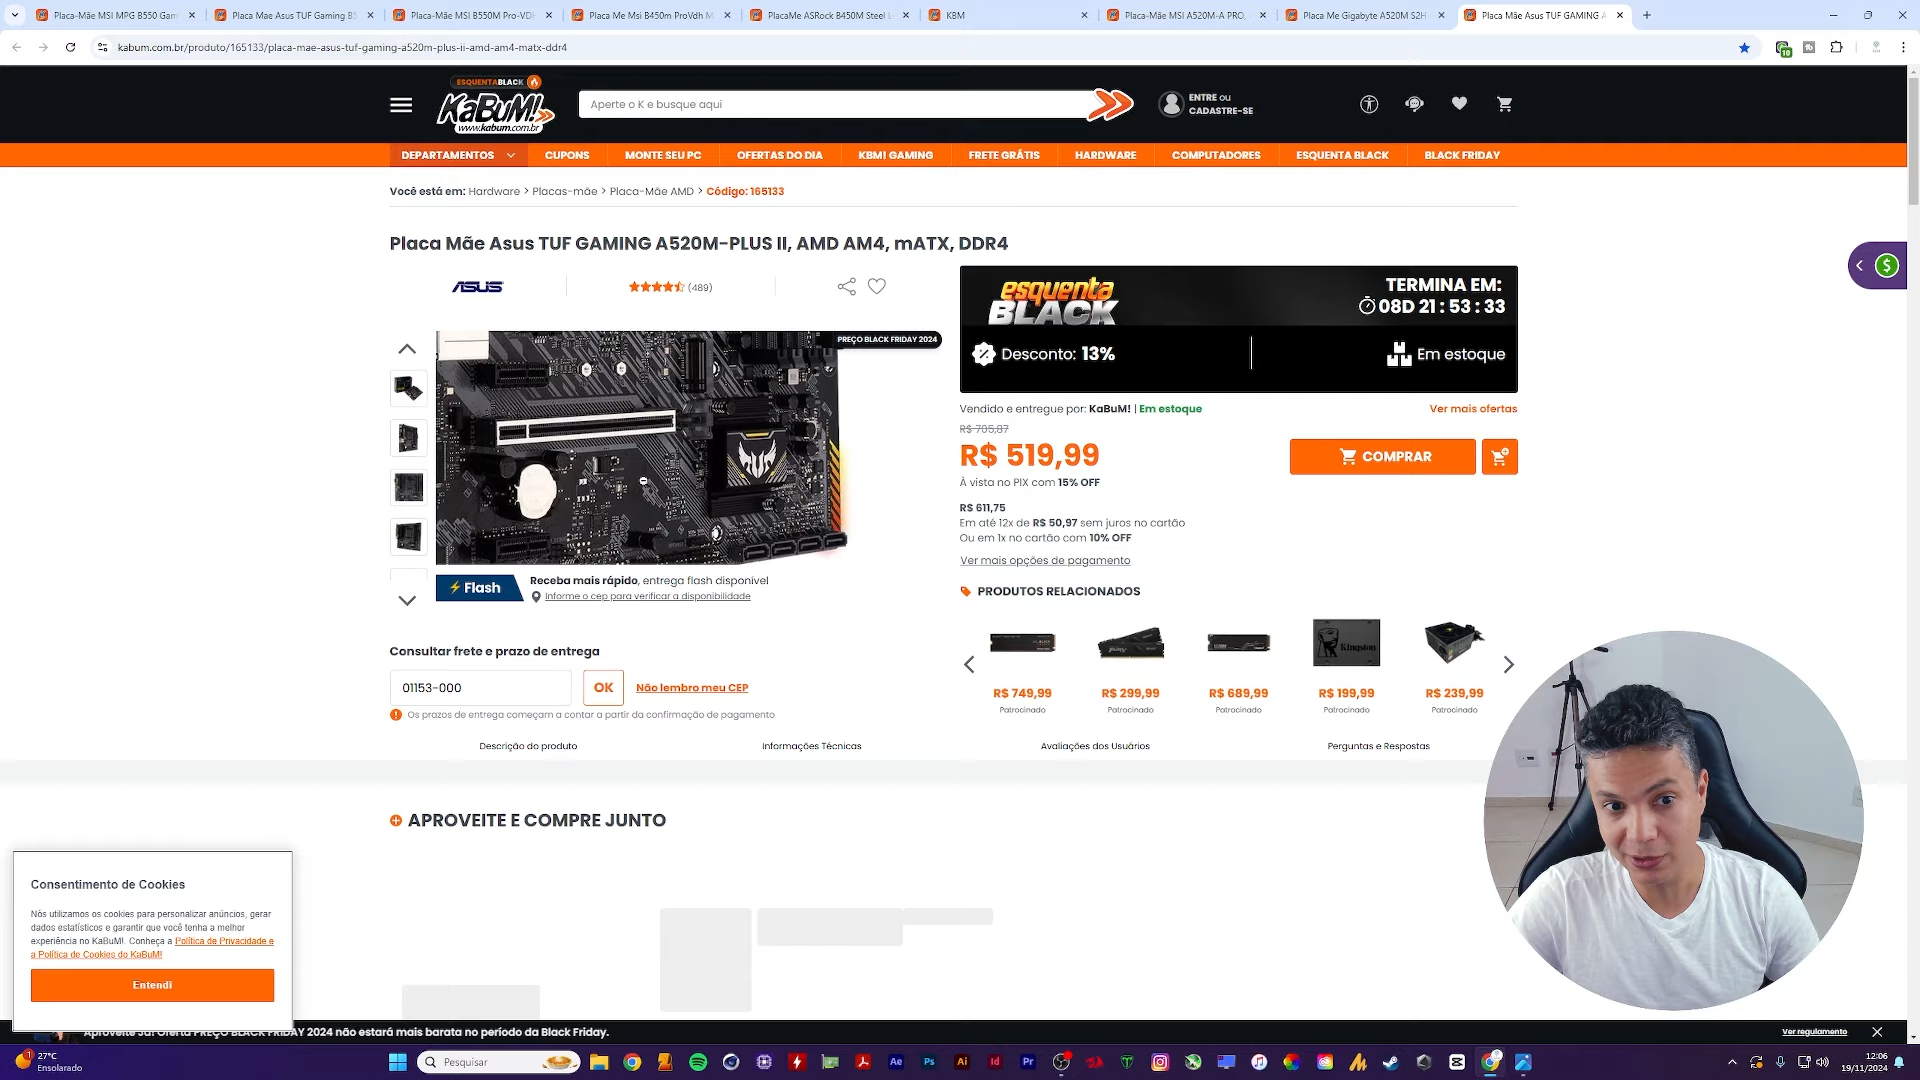 Placa-Mãe MSI MPG B550 Gam
Placa Mae Asus TUF Gaming B5
Placa-Mãe MSI B550M Pro-VDH
Placa Me Msi B450m ProVdh M
PlacaMe ASRock B450M Steel L
KBM
Placa-Mãe MSI A520M-A PRO,
Placa Me Gigabyte A520M S2H
Placa Mae Asus TUF GAMING A
kabum.com.br/produto/165133/placa-mae-asus-tuf-gaming-a520m-plus-ii-amd-am4-matx-ddr4
10
ESQUENTABLACK
KaBuM!
www.kabum.com.br
Aperte o K e busque aqui
ENTRE ou
CADASTRE-SE
DEPARTAMENTOS
CUPONS
MONTE SEU PC
OFERTAS DO DIA
KBM! GAMING
FRETE GRÁTIS
HARDWARE
COMPUTADORES
ESQUENTA BLACK
BLACK FRIDAY
Você está em: Hardware > Placas-mãe > Placa-Mãe AMD > Código: 165133
Placa Mãe Asus TUF GAMING A520M-PLUS II, AMD AM4, mATX, DDR4
ASUS
(489)
esquenta
BLACK
TERMINA EM:
08D 21 : 53 : 33
Desconto: 13%
Em estoque
PREÇO BLACK FRIDAY 2024
Vendido e entregue por: KaBuM! | Em estoque
Ver mais ofertas
R$ 705,87
R$ 519,99
COMPRAR
À vista no PIX com 15% OFF
R$ 611,75
Em até 12x de R$ 50,97 sem juros no cartão
Ou em 1x no cartão com 10% OFF
Ver mais opções de pagamento
Flash
Receba mais rápido, entrega flash disponível
Informe o cep para verificar a disponibilidade
PRODUTOS RELACIONADOS
FURY
Kingston
R$ 749,99
R$ 299,99
R$ 689,99
R$ 199,99
R$ 239,99
Patrocinado
Patrocinado
Patrocinado
Patrocinado
Patrocinado
Consultar frete e prazo de entrega
01153-000
OK
Não lembro meu CEP
Os prazos de entrega começam a contar a partir da confirmação de pagamento
Descrição do produto
Informações Técnicas
Avaliações dos Usuários
Perguntas e Respostas
APROVEITE E COMPRE JUNTO
Consentimento de Cookies
Nós utilizamos os cookies para personalizar anúncios, gerar
dados estatísticos e garantir que você tenha a melhor
experiência no KaBuM!. Conheça a Política de Privacidade e
a Política de Cookies do KaBuM!
Entendi
Aproveite Já! Oferta PREÇO BLACK FRIDAY 2024 não estará mais barata no período da Black Friday.
Ver regulamento
1
27°C
Ensolarado
Pesquisar
Ae
Ps
Ai
Id
Pr
12:06
19/11/2024